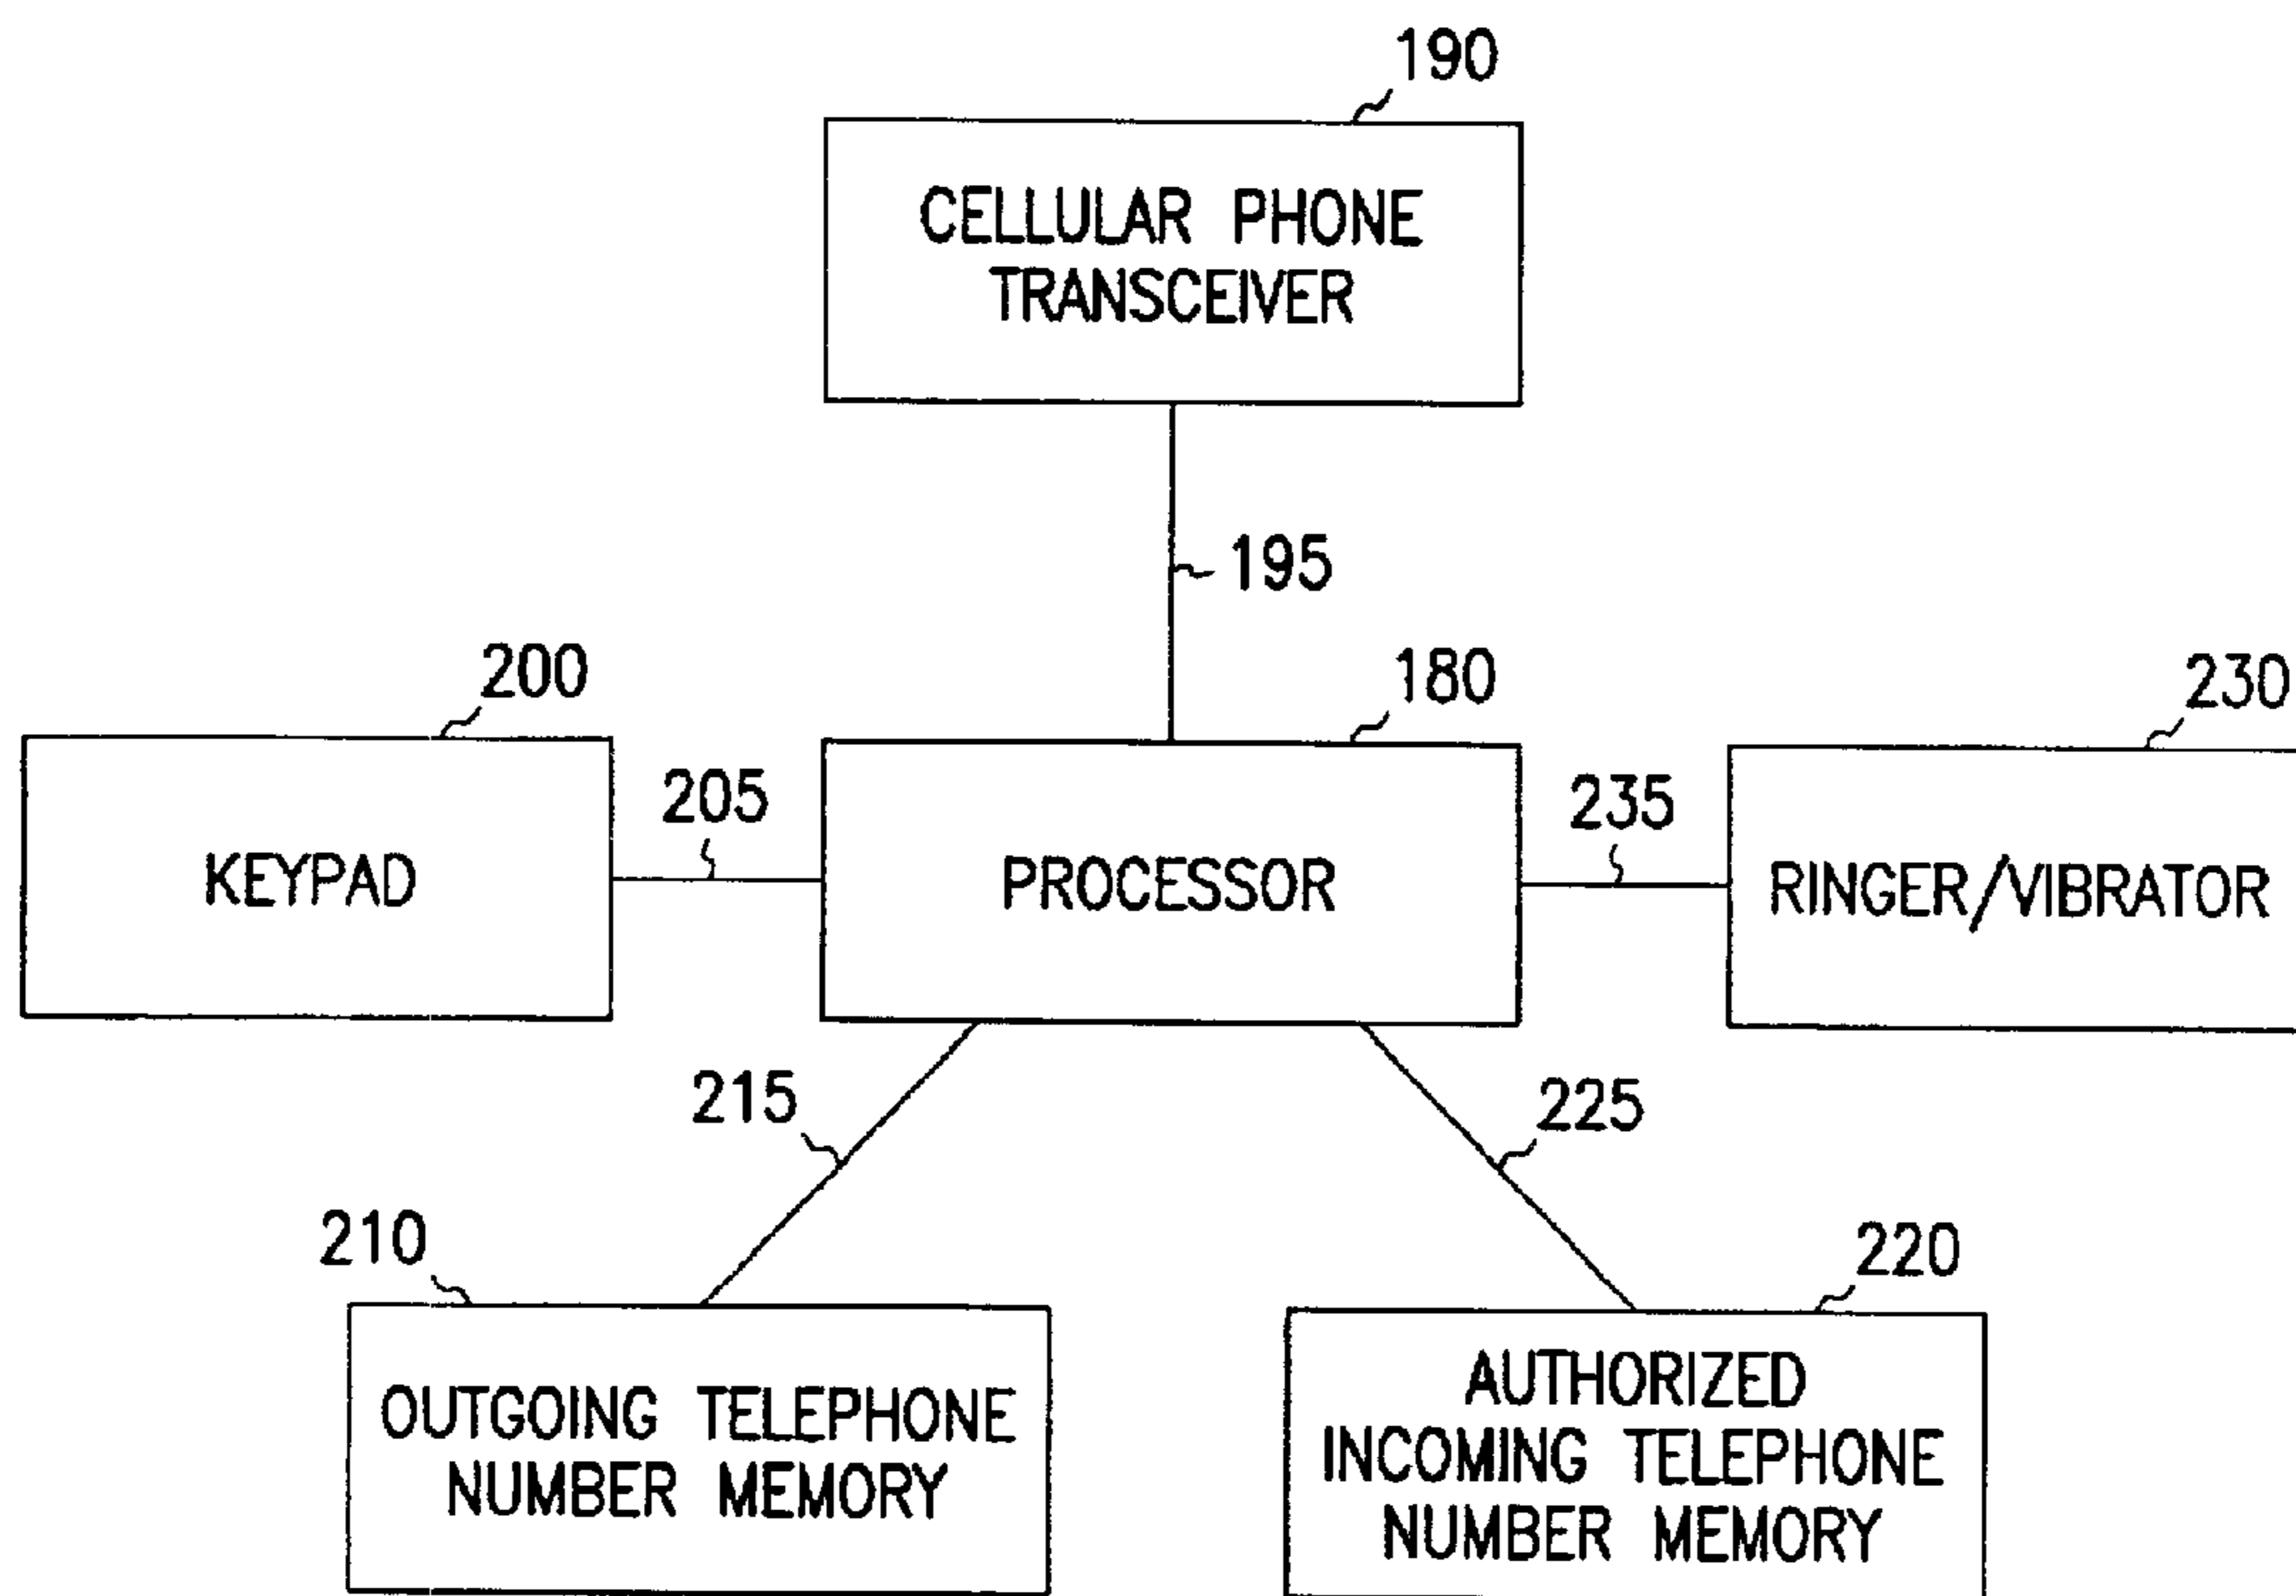 190
CELLULAR PHONE
TRANSCEIVER
195
200
180
230
205
235
KEYPAD
PROCESSOR
RINGER/VIBRATOR
215
225
210
220
OUTGOING TELEPHONE
NUMBER MEMORY
AUTHORIZED
INCOMING TELEPHONE
NUMBER MEMORY